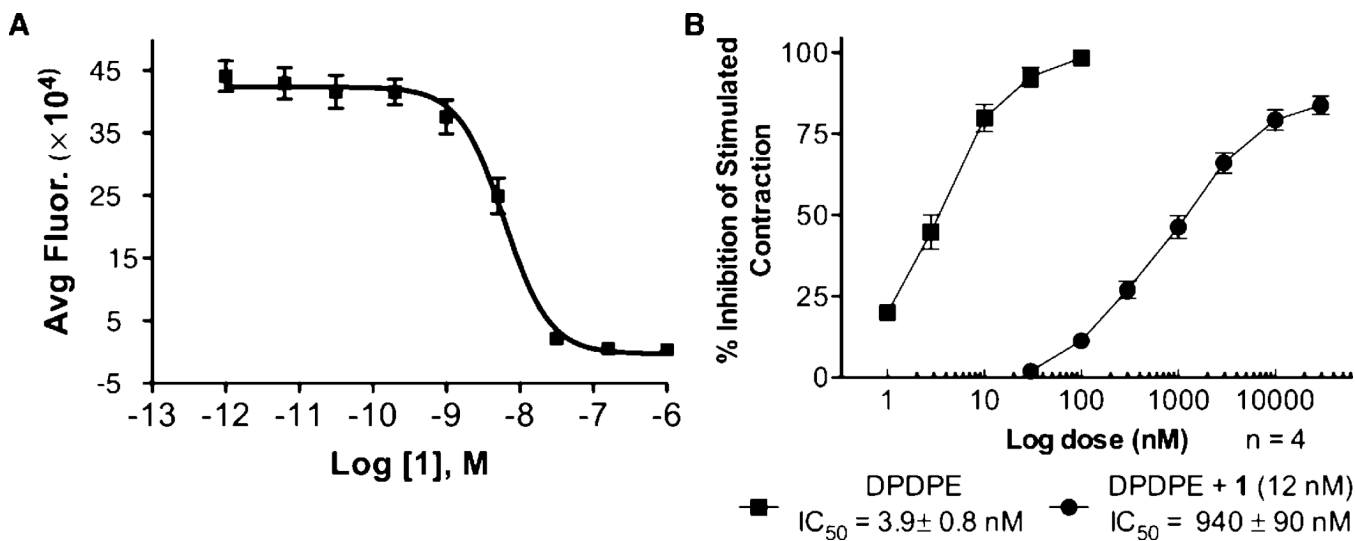 A
Avg Fluor. (×10⁴)
45
35
25
15
5
-5
-13 -12 -11 -10 -9 -8 -7 -6
Log [1], M
B
% Inhibition of Stimulated
Contraction
100
75
50
25
0
1 10 100 1000 10000
Log dose (nM) n = 4
DPDPE
IC₅₀ = 3.9± 0.8 nM
DPDPE + 1 (12 nM)
IC₅₀ = 940 ± 90 nM